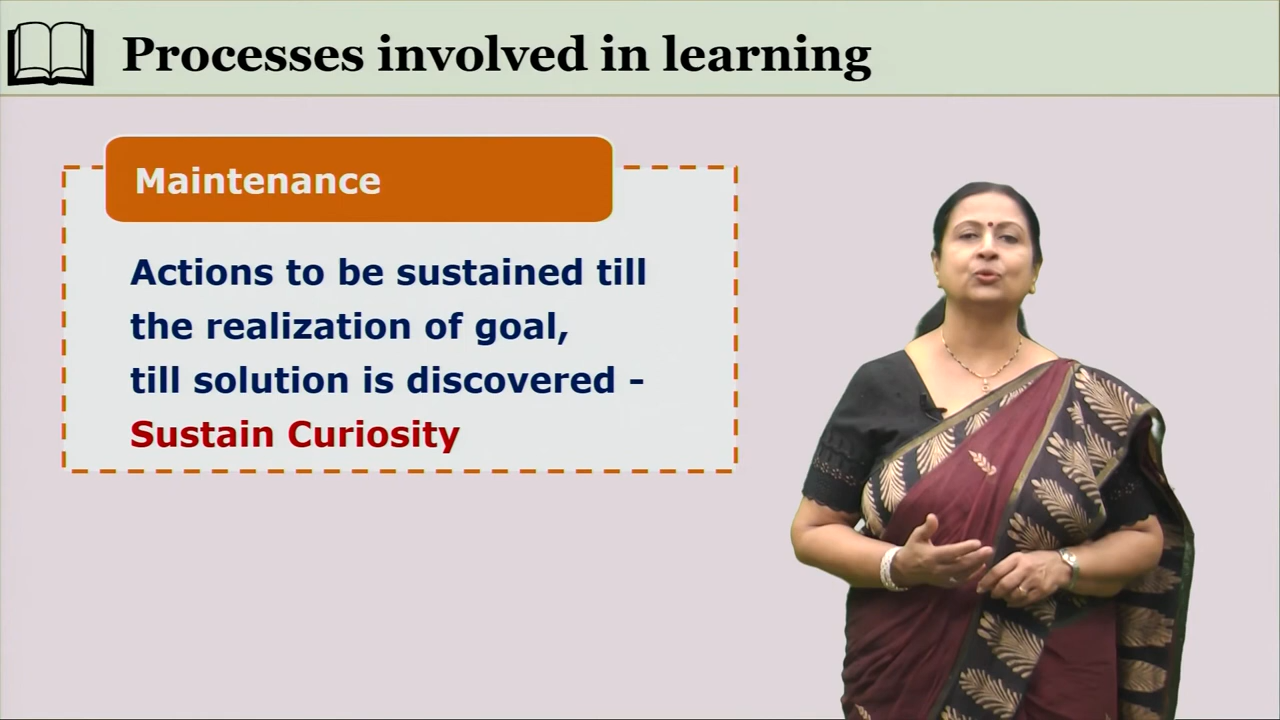 Processes involved in learning
Maintenance
Actions to be sustained till
the realization of goal,
till solution is discovered -
Sustain Curiosity